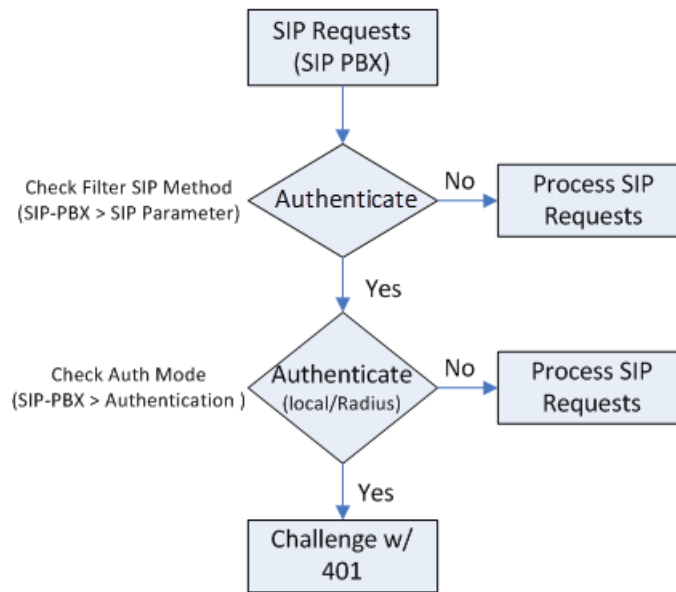 SIP Requests
(SIP PBX)
Check Filter SIP Method
(SIP-PBX > SIP Parameter)
Authenticate
No
Process SIP
Requests
Yes
Check Auth Mode
(SIP-PBX > Authentication )
Authenticate
(local/Radius)
No
Process SIP
Requests
Yes
Challenge w/
401